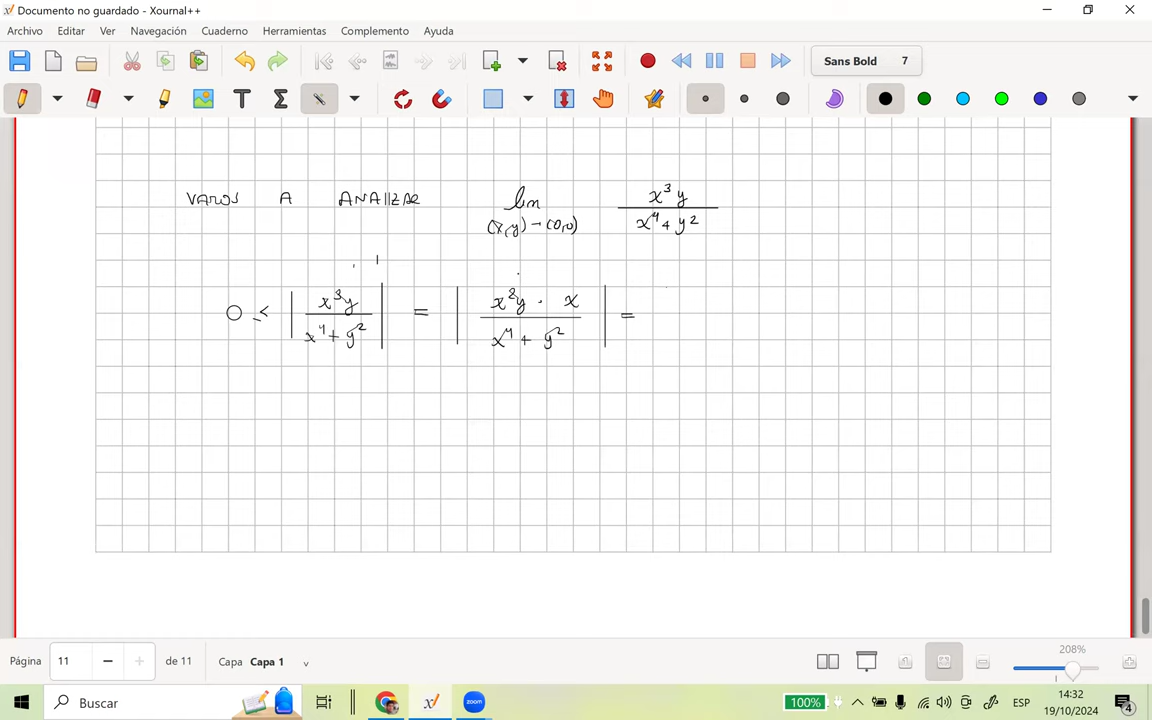 Documento no guardado - Xournal++
Archivo Editar Ver Navegación Cuaderno Herramientas Complemento Ayuda
Sans Bold 7
VAMOS A ANALIZAR lim x³y / x⁴ + y²
(x,y) → (0,0)
0 ≤ | x³y / x⁴ + y² | = | x²y · x / x⁴ + y² | =
Página 11 de 11 Capa Capa 1 208%
Buscar zoom 100% ESP 14:32
19/10/2024 4